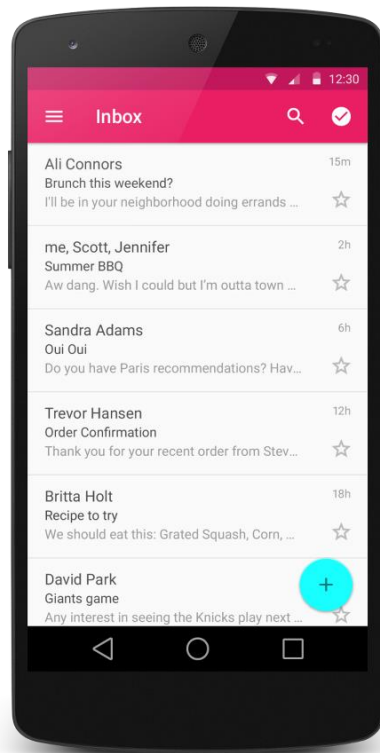 12:30
Inbox
Ali Connors 15m
Brunch this weekend?
I'll be in your neighborhood doing errands ...
me, Scott, Jennifer 2h
Summer BBQ
Aw dang. Wish I could but I'm outta town ...
Sandra Adams 6h
Oui Oui
Do you have Paris recommendations? Hav...
Trevor Hansen 12h
Order Confirmation
Thank you for your recent order from Stev...
Britta Holt 18h
Recipe to try
We should eat this: Grated Squash, Corn, ...
David Park
Giants game
Any interest in seeing the Knicks play next ...